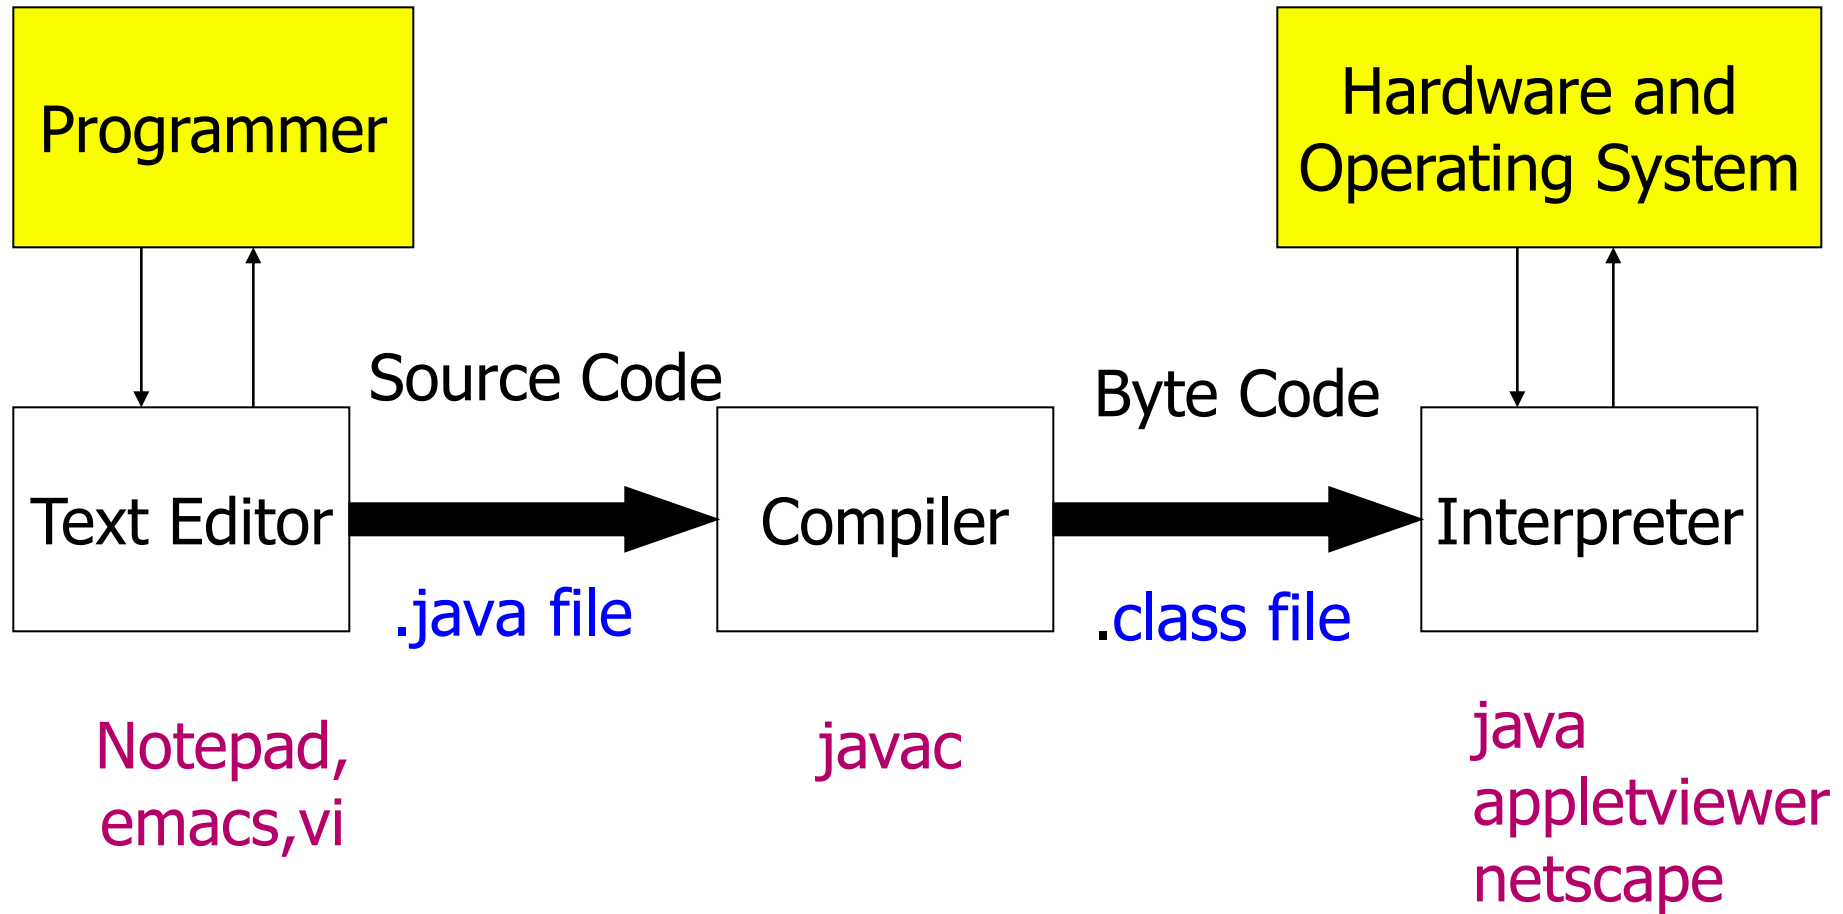 Programmer
Hardware and
Operating System
Source Code
Byte Code
Text Editor
Compiler
Interpreter
.java file
.class file
Notepad,
emacs,vi
javac
java
appletviewer
netscape